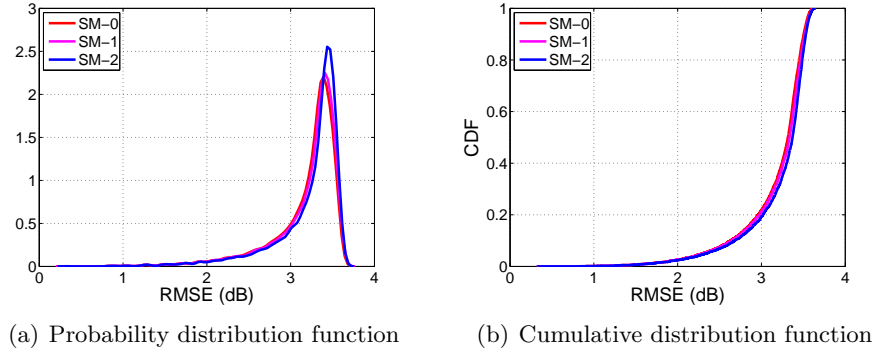 3
2.5
2
1.5
1
0.5
0
0 1 2 3 4
RMSE (dB)
SM-0
SM-1
SM-2
(a) Probability distribution function
1
0.8
0.6
0.4
0.2
0
CDF
0 1 2 3 4
RMSE (dB)
SM-0
SM-1
SM-2
(b) Cumulative distribution function